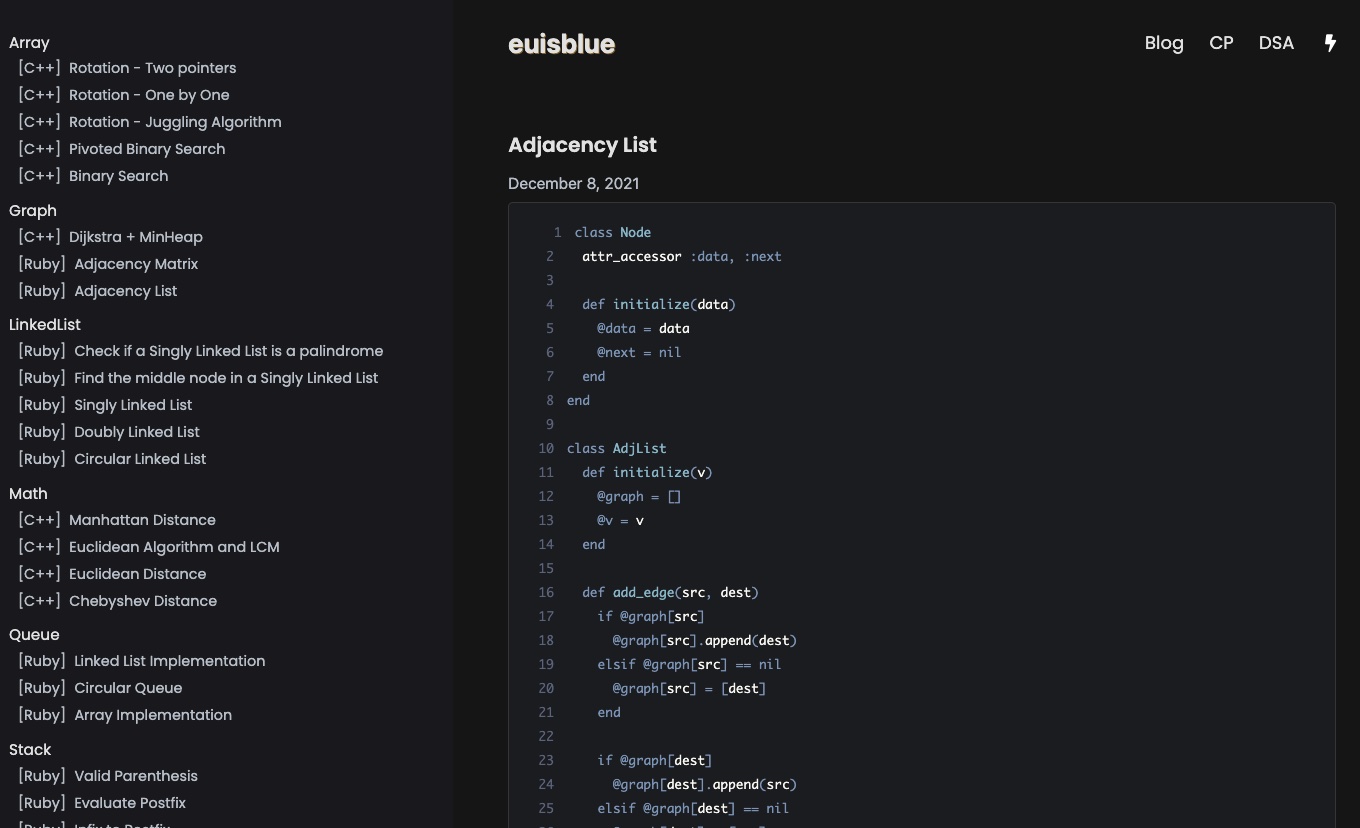 Array
[C++] Rotation - Two pointers
[C++] Rotation - One by One
[C++] Rotation - Juggling Algorithm
[C++] Pivoted Binary Search
[C++] Binary Search
Graph
[C++] Dijkstra + MinHeap
[Ruby] Adjacency Matrix
[Ruby] Adjacency List
LinkedList
[Ruby] Check if a Singly Linked List is a palindrome
[Ruby] Find the middle node in a Singly Linked List
[Ruby] Singly Linked List
[Ruby] Doubly Linked List
[Ruby] Circular Linked List
Math
[C++] Manhattan Distance
[C++] Euclidean Algorithm and LCM
[C++] Euclidean Distance
[C++] Chebyshev Distance
Queue
[Ruby] Linked List Implementation
[Ruby] Circular Queue
[Ruby] Array Implementation
Stack
[Ruby] Valid Parenthesis
[Ruby] Evaluate Postfix
euisblue
Blog CP DSA
Adjacency List
December 8, 2021
1 class Node
2 attr_accessor :data, :next
3
4 def initialize(data)
5 @data = data
6 @next = nil
7 end
8 end
9
10 class AdjList
11 def initialize(v)
12 @graph = []
13 @v = v
14 end
15
16 def add_edge(src, dest)
17 if @graph[src]
18 @graph[src].append(dest)
19 elsif @graph[src] == nil
20 @graph[src] = [dest]
21 end
22
23 if @graph[dest]
24 @graph[dest].append(src)
25 elsif @graph[dest] == nil